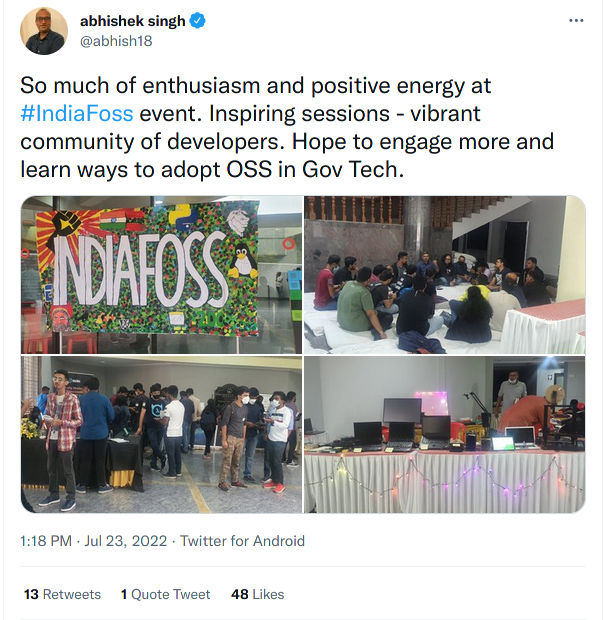 abhishek singh
@abhish18
So much of enthusiasm and positive energy at
#IndiaFoss event. Inspiring sessions - vibrant
community of developers. Hope to engage more and
learn ways to adopt OSS in Gov Tech.
INDIAFOSS
1:18 PM · Jul 23, 2022 · Twitter for Android
13 Retweets 1 Quote Tweet 48 Likes